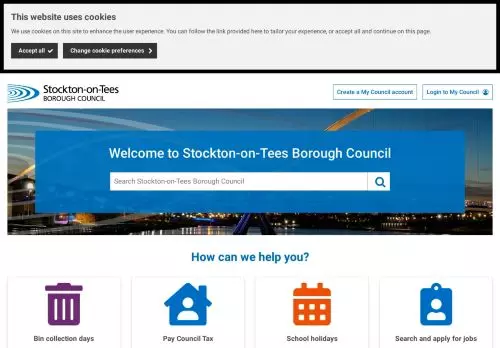 This website uses cookies
We use cookies on this site to enhance the user experience. You can follow the link provided here to tailor your experience, or accept all and continue on this page.
Accept all
Change cookie preferences
Stockton-on-Tees
BOROUGH COUNCIL
Create a My Council account
Login to My Council
Welcome to Stockton-on-Tees Borough Council
Search Stockton-on-Tees Borough Council
How can we help you?
Bin collection days
Pay Council Tax
School holidays
Search and apply for jobs